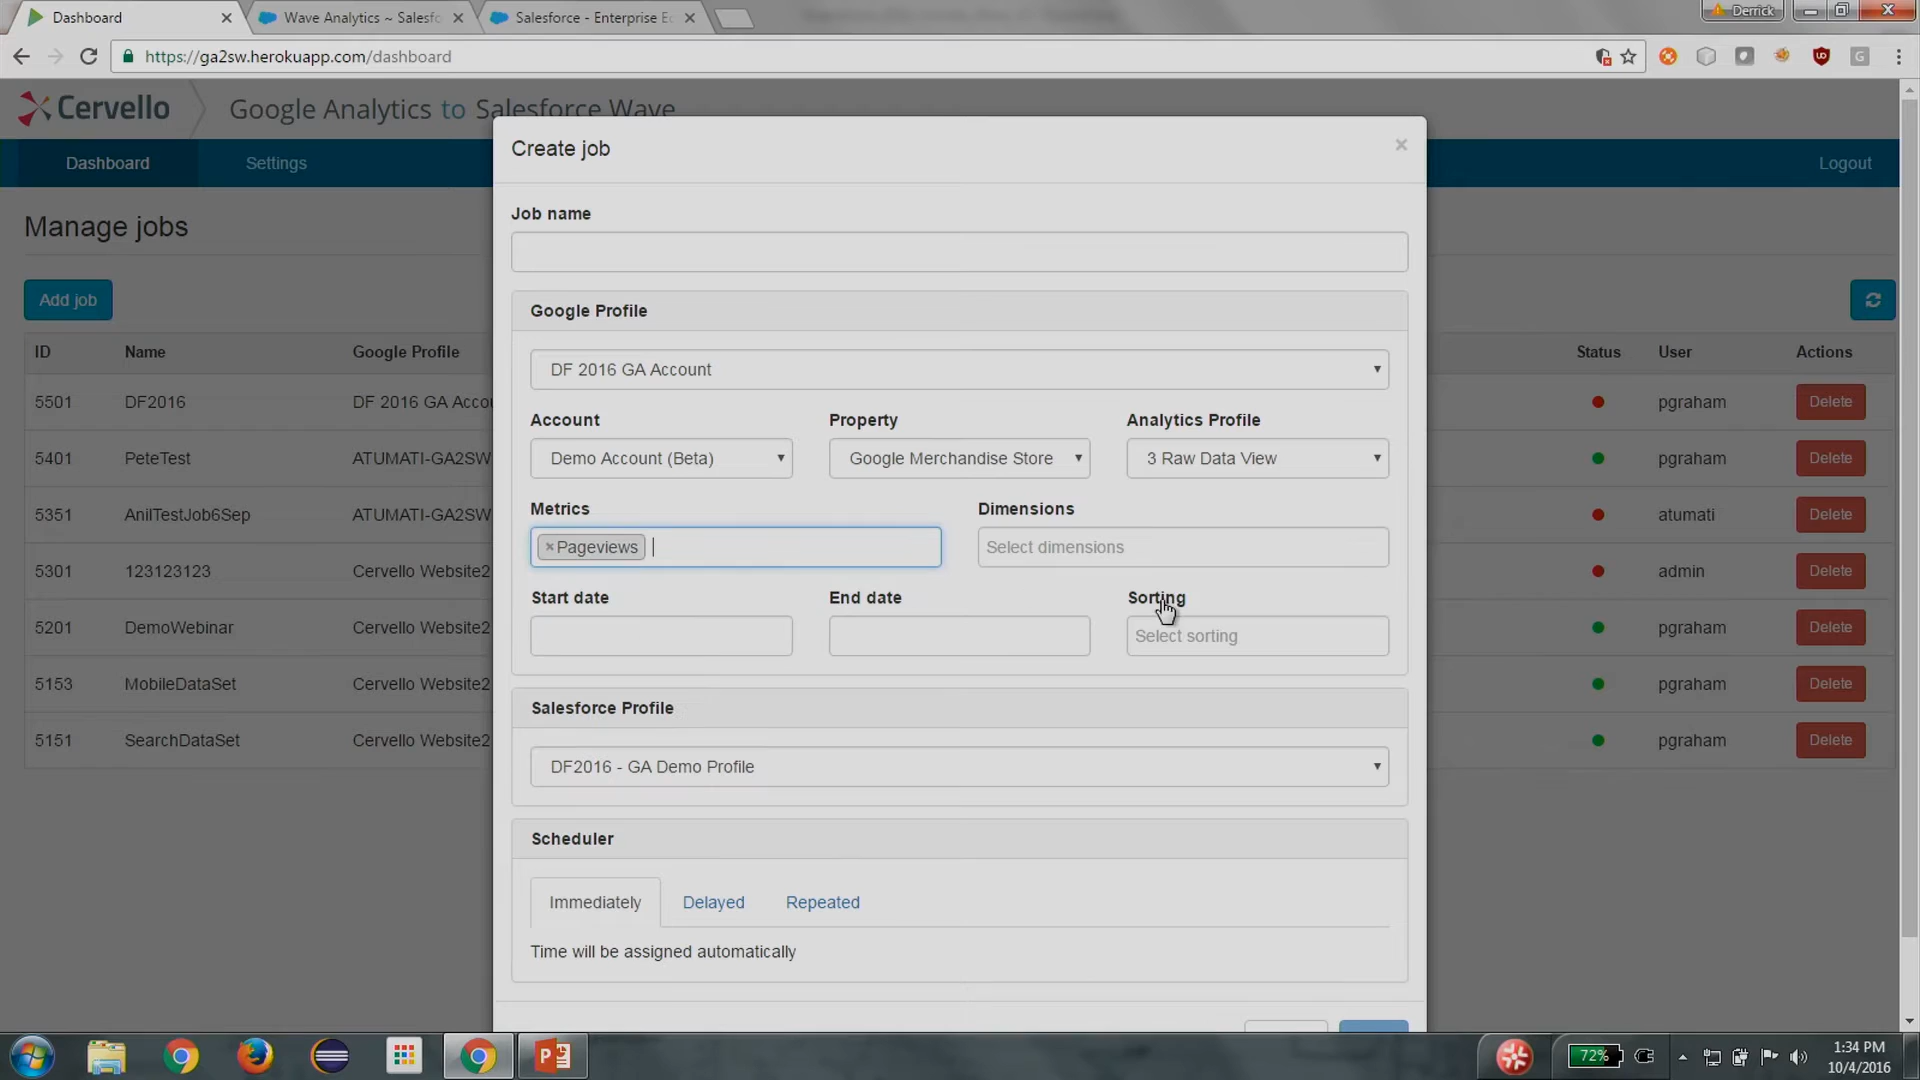 Dashboard
Wave Analytics ~ Salesfo
Salesforce - Enterprise Ec
Derrick
https://ga2sw.herokuapp.com/dashboard
Cervello
Google Analytics to Salesforce Wave
Dashboard
Settings
Logout
Manage jobs
Add job
ID
Name
Google Profile
Status
User
Actions
5501
DF2016
DF 2016 GA Acco
pgraham
Delete
5401
PeteTest
ATUMATI-GA2SW
pgraham
Delete
5351
AnilTestJob6Sep
ATUMATI-GA2SW
atumati
Delete
5301
123123123
Cervello Website2
admin
Delete
5201
DemoWebinar
Cervello Website2
pgraham
Delete
5153
MobileDataSet
Cervello Website2
pgraham
Delete
5151
SearchDataSet
Cervello Website2
pgraham
Delete
Create job
×
Job name
Google Profile
DF 2016 GA Account
Account
Property
Analytics Profile
Demo Account (Beta)
Google Merchandise Store
3 Raw Data View
Metrics
Dimensions
×Pageviews
Select dimensions
Start date
End date
Sorting
Select sorting
Salesforce Profile
DF2016 - GA Demo Profile
Scheduler
Immediately
Delayed
Repeated
Time will be assigned automatically
72%
1:34 PM
10/4/2016